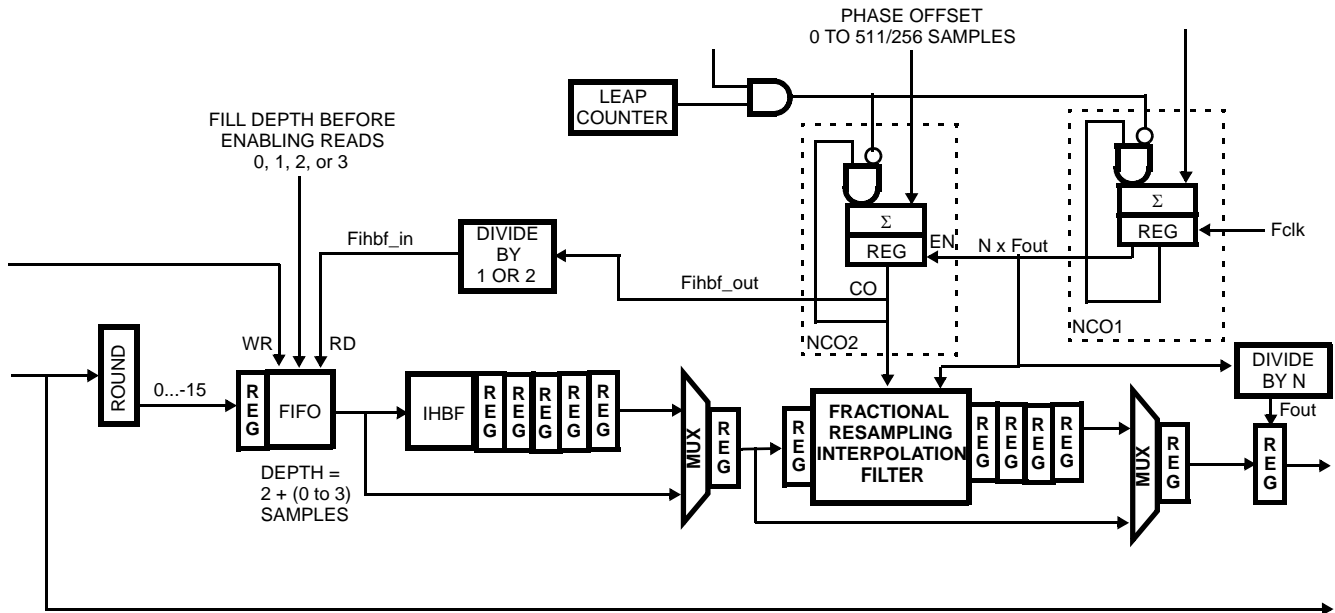 PHASE OFFSET
0 TO 511/256 SAMPLES
LEAP
COUNTER
FILL DEPTH BEFORE
ENABLING READS
0, 1, 2, or 3
Σ
REG
EN
CO
NCO2
N x Fout
Σ
REG
Fclk
NCO1
Fihbf_in
DIVIDE
BY
1 OR 2
Fihbf_out
WR
RD
ROUND
0...-15
REG
FIFO
DEPTH =
2 + (0 to 3)
SAMPLES
IHBF
REG
REG
REG
REG
REG
MUX
REG
REG
FRACTIONAL
RESAMPLING
INTERPOLATION
FILTER
REG
REG
REG
REG
MUX
REG
DIVIDE
BY N
Fout
REG